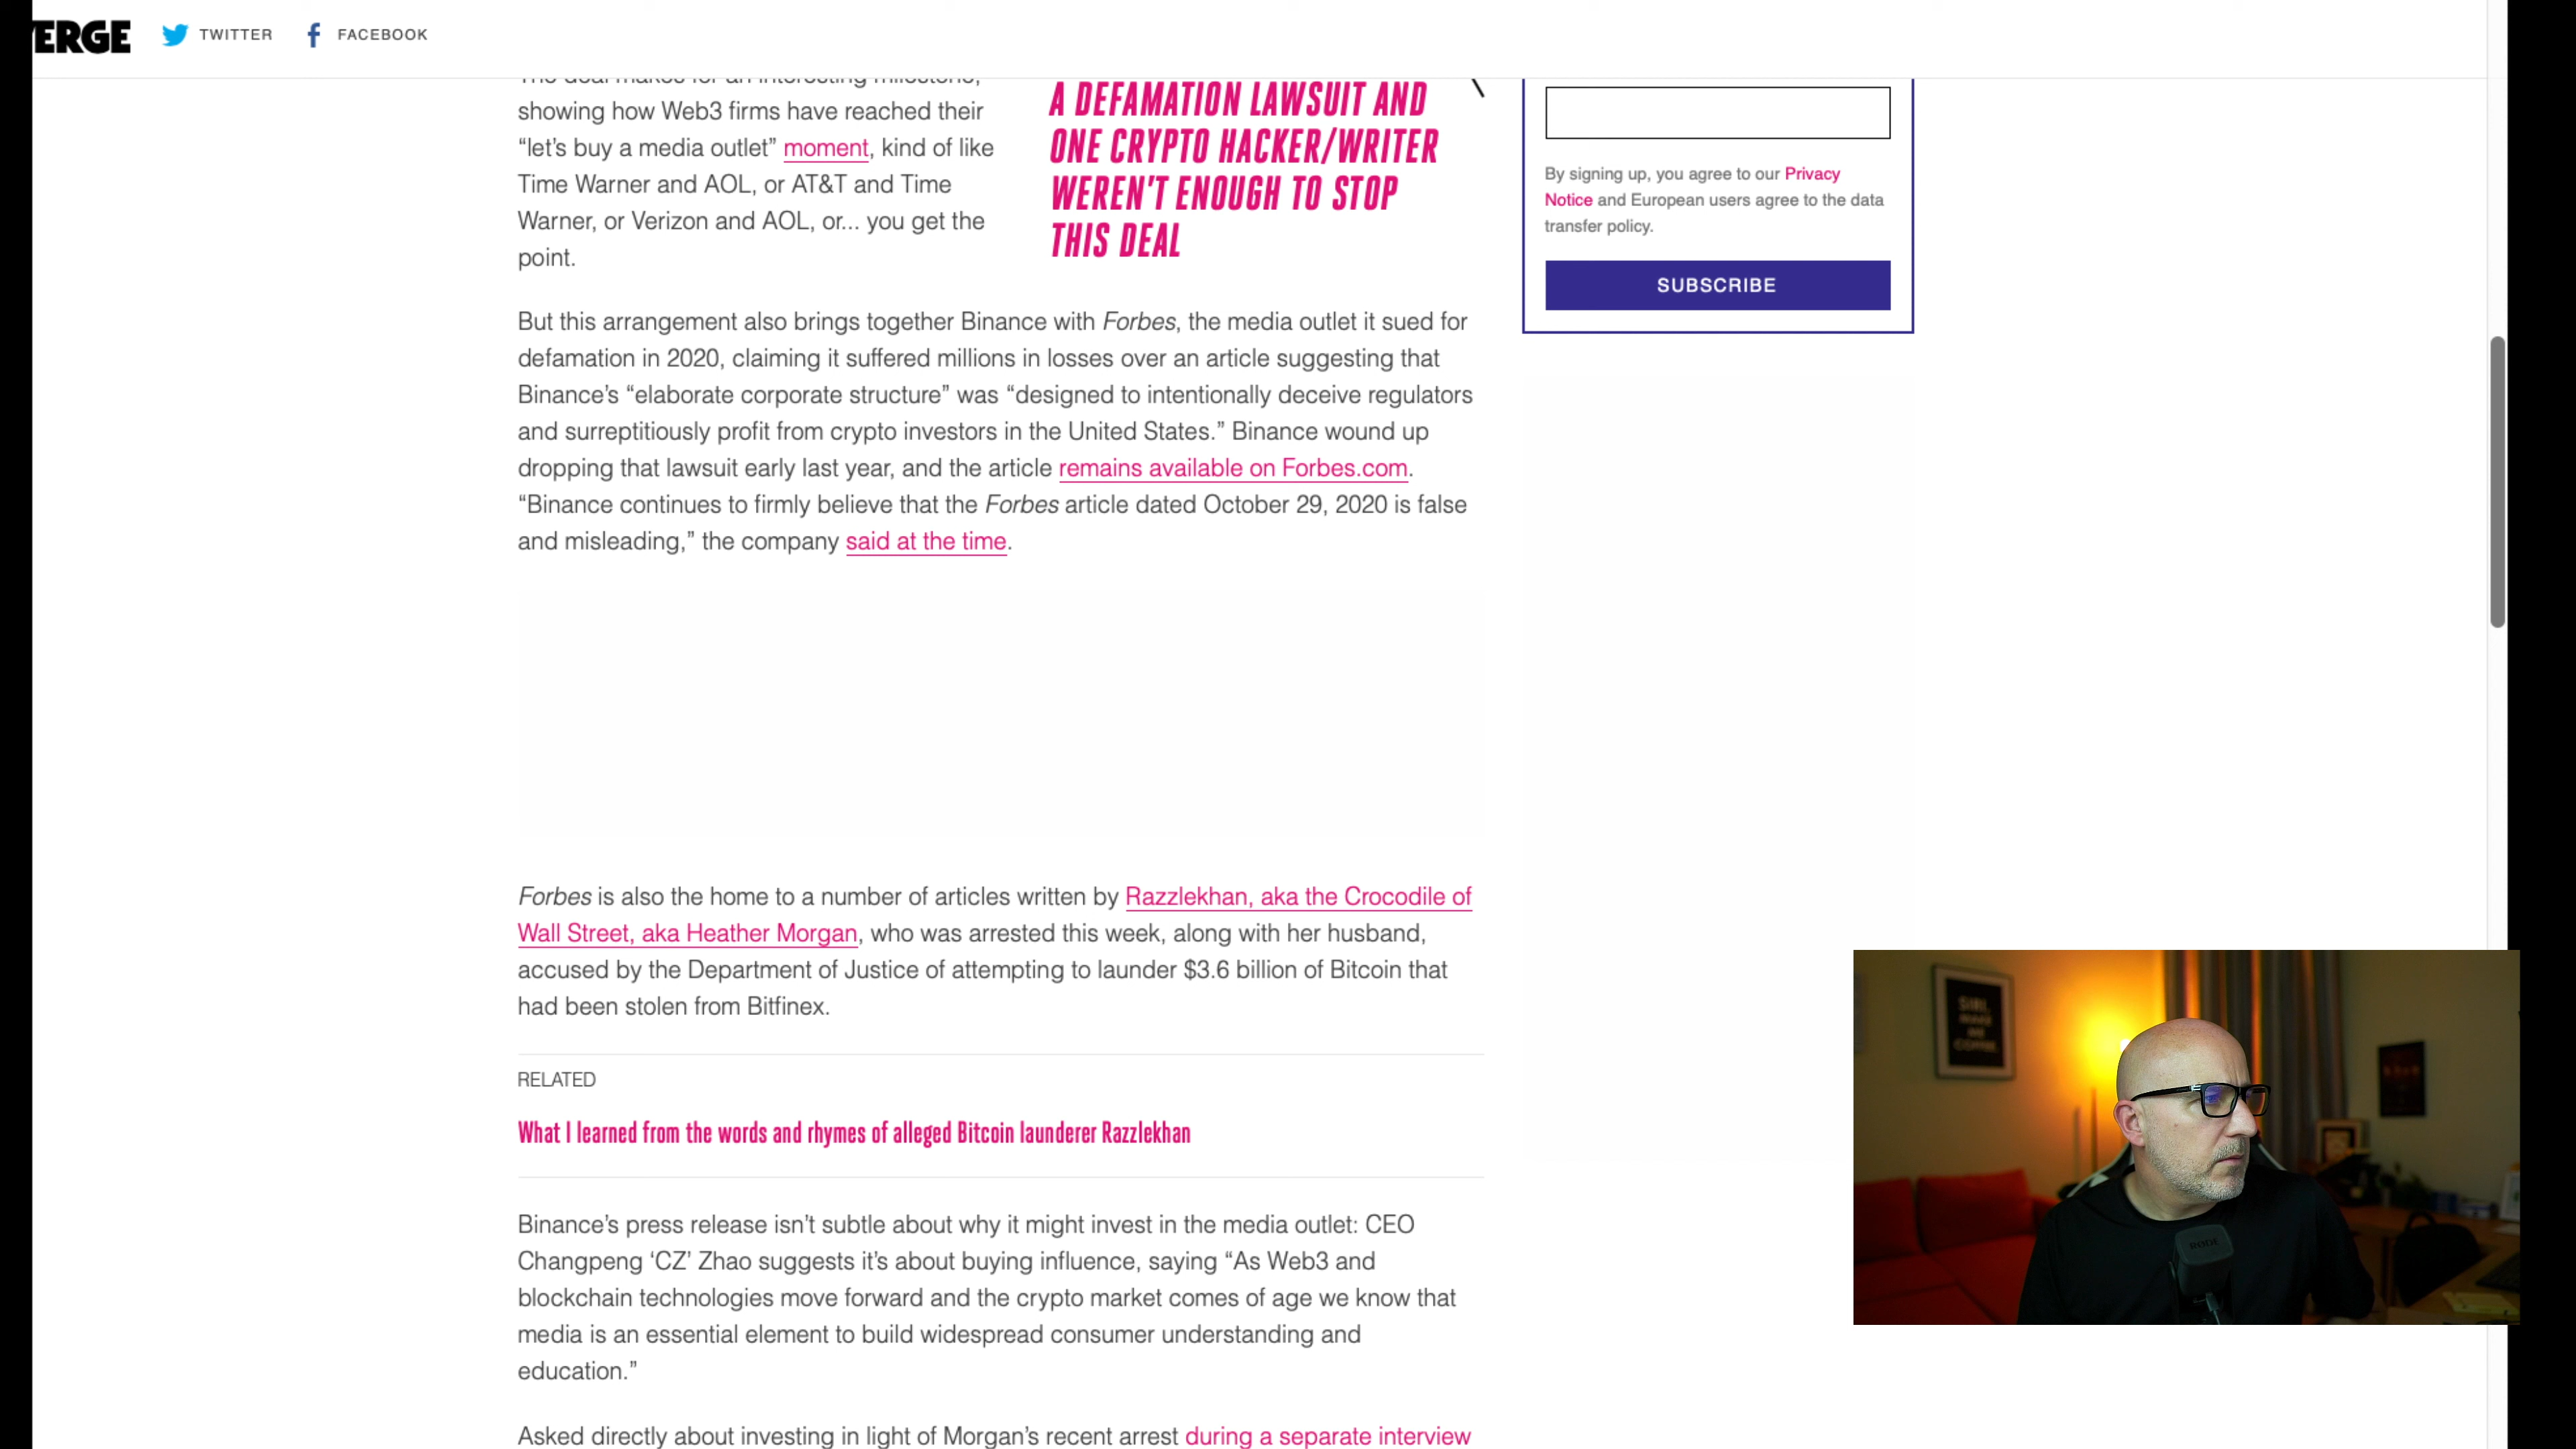 VERGE
TWITTER
FACEBOOK
The deal makes for an interesting milestone,
showing how Web3 firms have reached their
“let’s buy a media outlet” moment, kind of like
Time Warner and AOL, or AT&T and Time
Warner, or Verizon and AOL, or... you get the
point.
A DEFAMATION LAWSUIT AND
ONE CRYPTO HACKER/WRITER
WEREN'T ENOUGH TO STOP
THIS DEAL
By signing up, you agree to our Privacy
Notice and European users agree to the data
transfer policy.
SUBSCRIBE
But this arrangement also brings together Binance with Forbes, the media outlet it sued for
defamation in 2020, claiming it suffered millions in losses over an article suggesting that
Binance’s “elaborate corporate structure” was “designed to intentionally deceive regulators
and surreptitiously profit from crypto investors in the United States.” Binance wound up
dropping that lawsuit early last year, and the article remains available on Forbes.com.
“Binance continues to firmly believe that the Forbes article dated October 29, 2020 is false
and misleading,” the company said at the time.
Forbes is also the home to a number of articles written by Razzlekhan, aka the Crocodile of
Wall Street, aka Heather Morgan, who was arrested this week, along with her husband,
accused by the Department of Justice of attempting to launder $3.6 billion of Bitcoin that
had been stolen from Bitfinex.
RELATED
What I learned from the words and rhymes of alleged Bitcoin launderer Razzlekhan
Binance’s press release isn’t subtle about why it might invest in the media outlet: CEO
Changpeng ‘CZ’ Zhao suggests it’s about buying influence, saying “As Web3 and
blockchain technologies move forward and the crypto market comes of age we know that
media is an essential element to build widespread consumer understanding and
education.”
Asked directly about investing in light of Morgan’s recent arrest during a separate interview
SIRI,
COFFEE
RODE